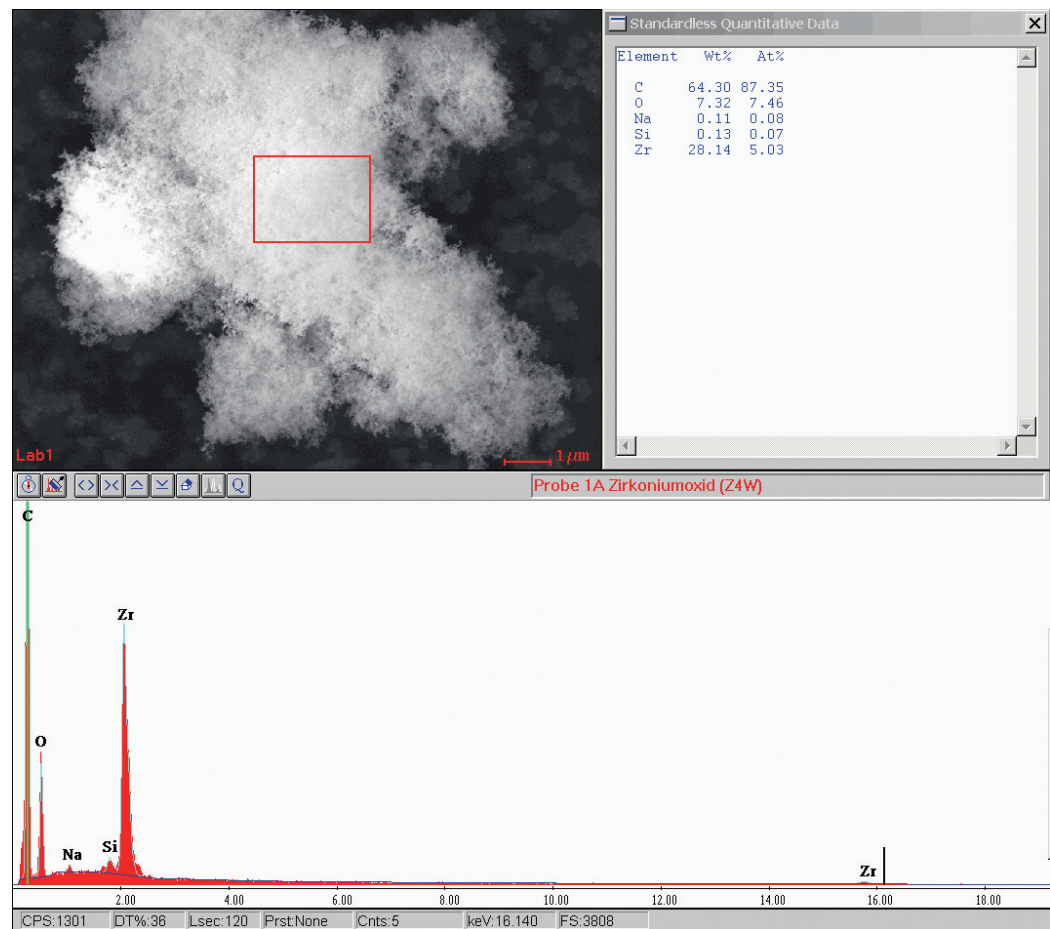 Standardless Quantitative Data
Element Wt% At%
C 64.30 87.35
O 7.32 7.46
Na 0.11 0.08
Si 0.13 0.07
Zr 28.14 5.03
Lab1
1 µm
Q
Probe 1A Zirkoniumoxid (Z4W)
C
Zr
O
Na
Si
Zr
2.00 4.00 6.00 8.00 10.00 12.00 14.00 16.00 18.00
CPS:1301 DT%:36 Lsec:120 Prst:None Cnts:5 keV:16.140 FS:3808